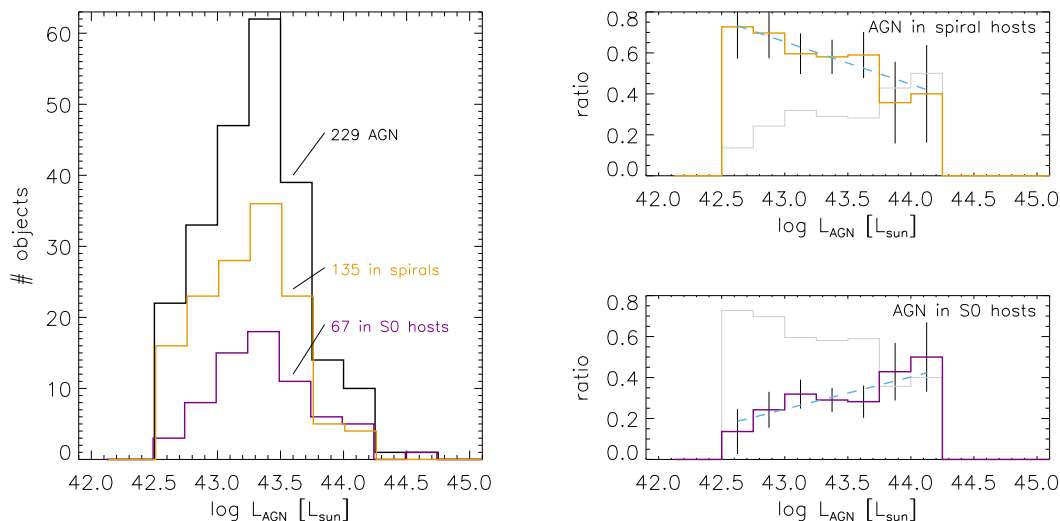 60
50
40
30
20
10
0
# objects
229 AGN
135 in spirals
67 in S0 hosts
42.0 42.5 43.0 43.5 44.0 44.5 45.0
log L_AGN [L_sun]
AGN in spiral hosts
0.8
0.6
0.4
0.2
0.0
ratio
42.0 42.5 43.0 43.5 44.0 44.5 45.0
log L_AGN [L_sun]
AGN in S0 hosts
0.8
0.6
0.4
0.2
0.0
ratio
42.0 42.5 43.0 43.5 44.0 44.5 45.0
log L_AGN [L_sun]